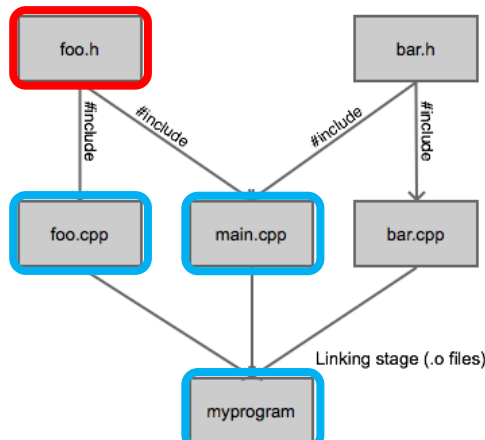 foo.h
bar.h
#include
#include
#include
#include
foo.cpp
main.cpp
bar.cpp
Linking stage (.o files)
myprogram